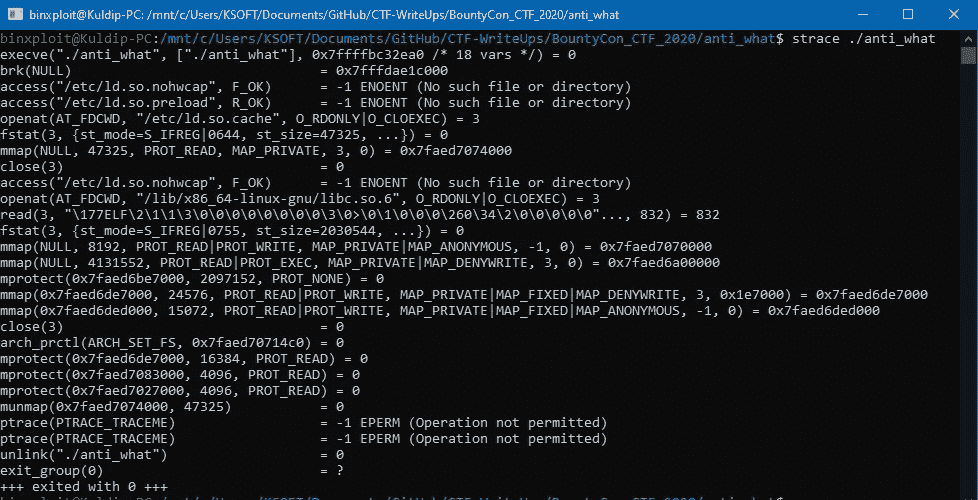 binxploit@Kuldip-PC: /mnt/c/Users/KSOFT/Documents/GitHub/CTF-WriteUps/BountyCon_CTF_2020/anti_what
binxploit@Kuldip-PC:/mnt/c/Users/KSOFT/Documents/GitHub/CTF-WriteUps/BountyCon_CTF_2020/anti_what$ strace ./anti_what
execve("./anti_what", ["./anti_what"], 0x7ffffbc32ea0 /* 18 vars */) = 0
brk(NULL) = 0x7fffdae1c000
access("/etc/ld.so.nohwcap", F_OK) = -1 ENOENT (No such file or directory)
access("/etc/ld.so.preload", R_OK) = -1 ENOENT (No such file or directory)
openat(AT_FDCWD, "/etc/ld.so.cache", O_RDONLY|O_CLOEXEC) = 3
fstat(3, {st_mode=S_IFREG|0644, st_size=47325, ...}) = 0
mmap(NULL, 47325, PROT_READ, MAP_PRIVATE, 3, 0) = 0x7faed7074000
close(3) = 0
access("/etc/ld.so.nohwcap", F_OK) = -1 ENOENT (No such file or directory)
openat(AT_FDCWD, "/lib/x86_64-linux-gnu/libc.so.6", O_RDONLY|O_CLOEXEC) = 3
read(3, "\177ELF\2\1\1\3\0\0\0\0\0\0\0\0\3\0>\0\1\0\0\0\260\34\2\0\0\0\0\0"..., 832) = 832
fstat(3, {st_mode=S_IFREG|0755, st_size=2030544, ...}) = 0
mmap(NULL, 8192, PROT_READ|PROT_WRITE, MAP_PRIVATE|MAP_ANONYMOUS, -1, 0) = 0x7faed7070000
mmap(NULL, 4131552, PROT_READ|PROT_EXEC, MAP_PRIVATE|MAP_DENYWRITE, 3, 0) = 0x7faed6a00000
mprotect(0x7faed6be7000, 2097152, PROT_NONE) = 0
mmap(0x7faed6de7000, 24576, PROT_READ|PROT_WRITE, MAP_PRIVATE|MAP_FIXED|MAP_DENYWRITE, 3, 0x1e7000) = 0x7faed6de7000
mmap(0x7faed6ded000, 15072, PROT_READ|PROT_WRITE, MAP_PRIVATE|MAP_FIXED|MAP_ANONYMOUS, -1, 0) = 0x7faed6ded000
close(3) = 0
arch_prctl(ARCH_SET_FS, 0x7faed70714c0) = 0
mprotect(0x7faed6de7000, 16384, PROT_READ) = 0
mprotect(0x7faed7083000, 4096, PROT_READ) = 0
mprotect(0x7faed7027000, 4096, PROT_READ) = 0
munmap(0x7faed7074000, 47325) = 0
ptrace(PTRACE_TRACEME) = -1 EPERM (Operation not permitted)
ptrace(PTRACE_TRACEME) = -1 EPERM (Operation not permitted)
unlink("./anti_what") = 0
exit_group(0) = ?
+++ exited with 0 +++